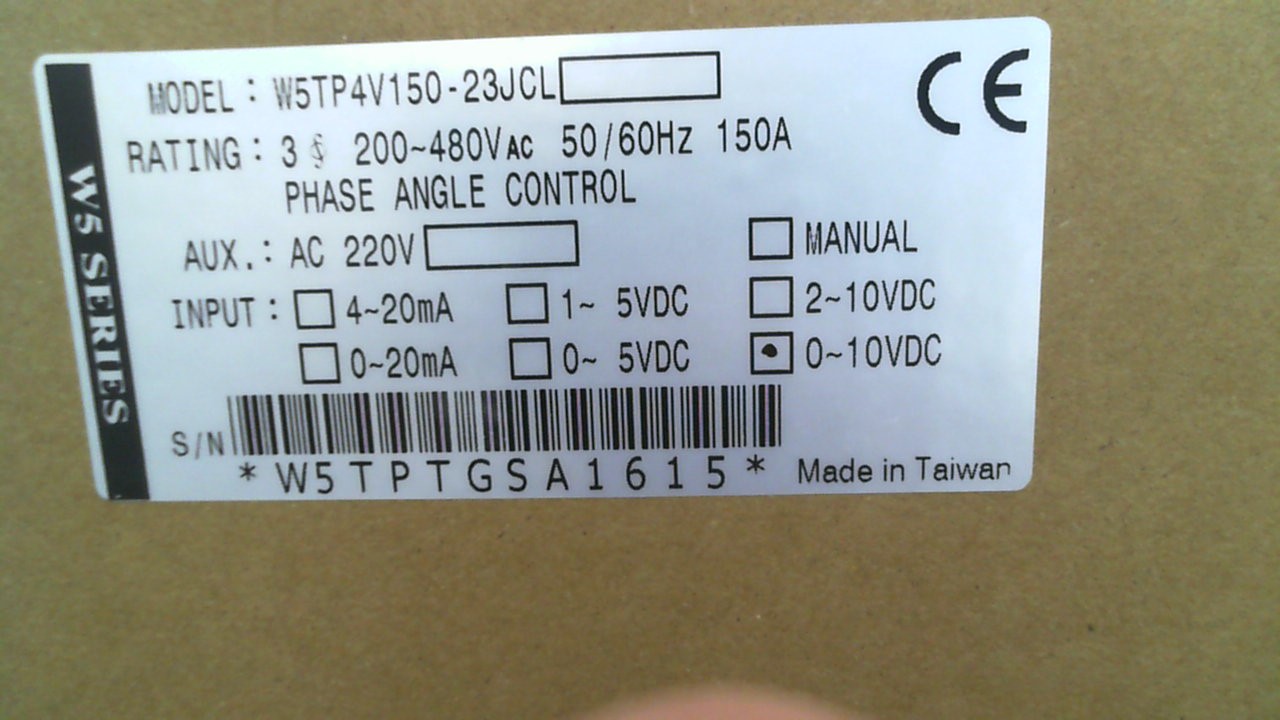 MODEL : W5TP4V150-23JCL
CE
RATING : 3 § 200~480VAC 50/60Hz 150A
PHASE ANGLE CONTROL
AUX. : AC 220V
MANUAL
INPUT : 4~20mA 1~ 5VDC 2~10VDC
0~20mA 0~ 5VDC 0~10VDC
S/N
*W5TPTGSA1615* Made in Taiwan
W5 SERIES